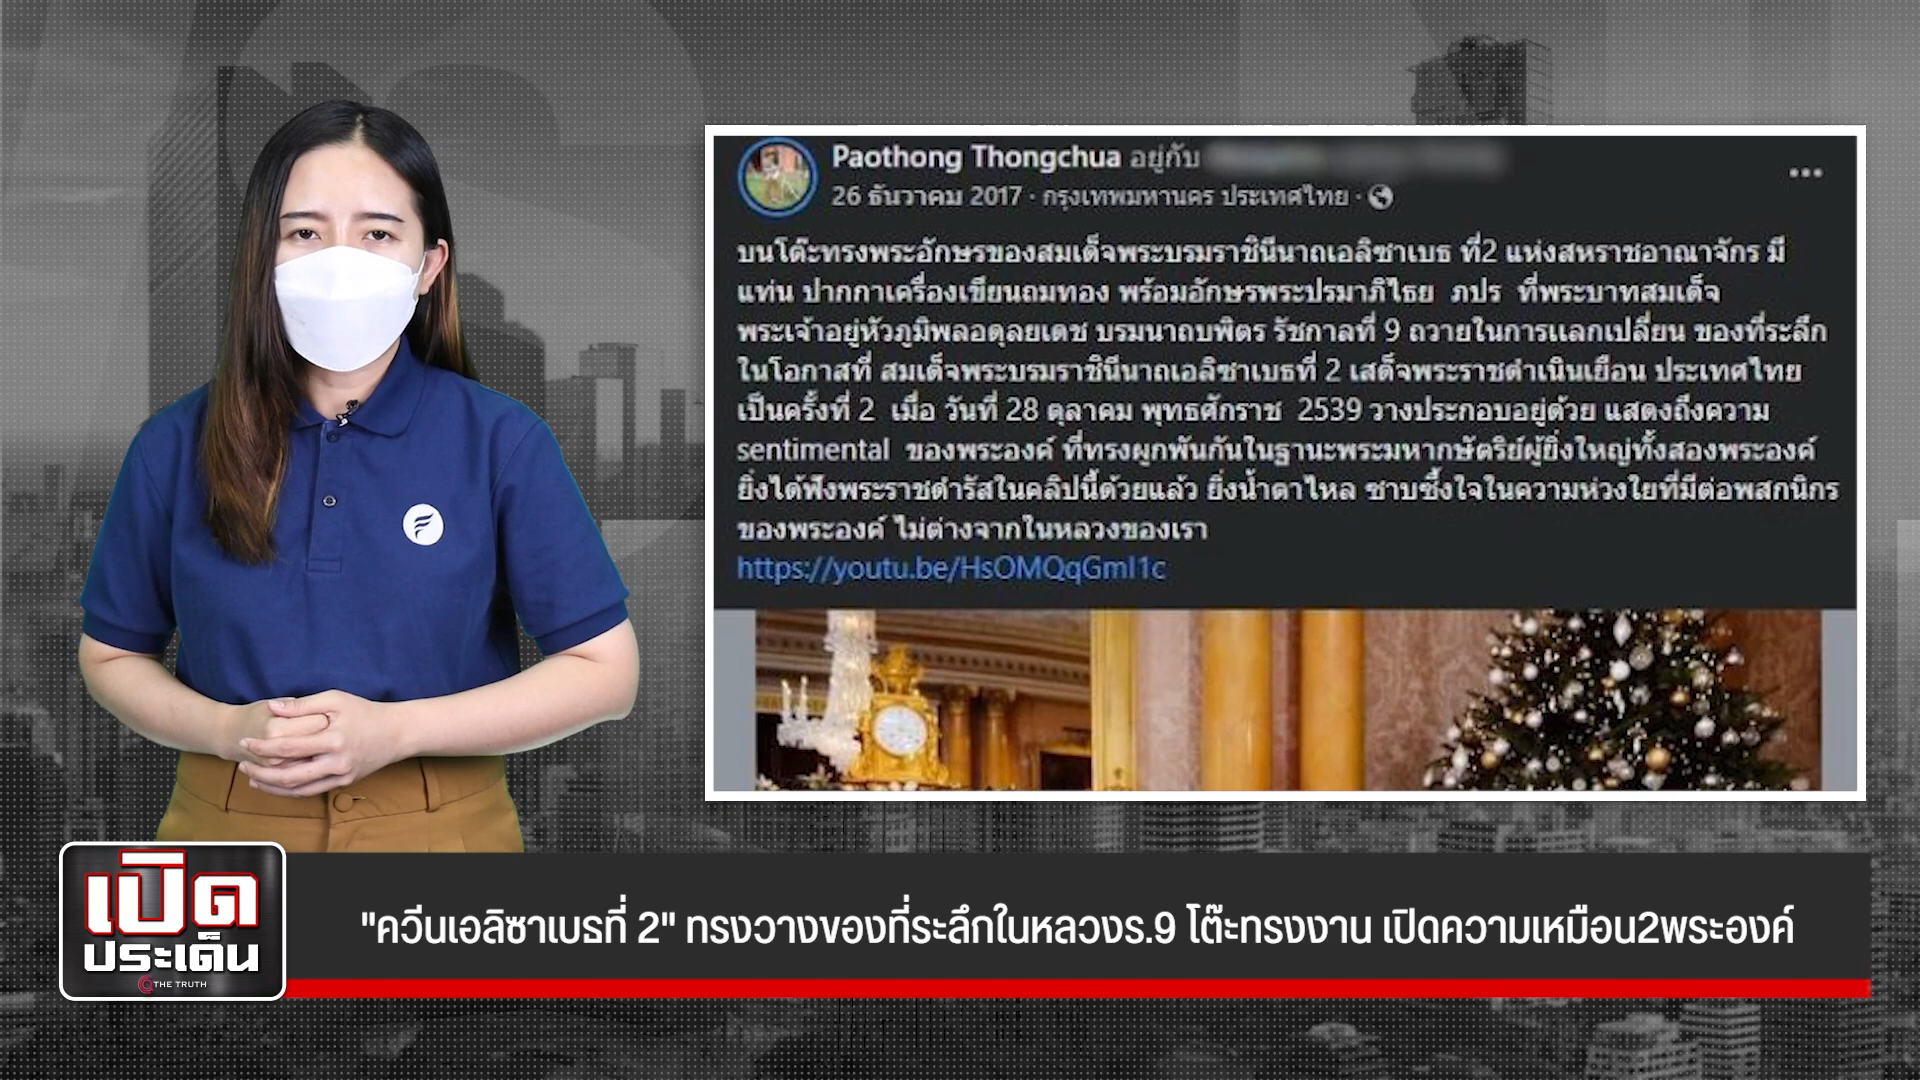 Paothong Thongchua อยู่กับ
26 ธันวาคม 2017 · กรุงเทพมหานคร ประเทศไทย ·
บนโต๊ะทรงพระอักษรของสมเด็จพระบรมราชินีนาถเอลิซาเบธ ที่2 แห่งสหราชอาณาจักร มี
แท่น ปากกาเครื่องเขียนถมทอง พร้อมอักษรพระปรมาภิไธย ภปร ที่พระบาทสมเด็จ
พระเจ้าอยู่หัวภูมิพลอดุลยเดช บรมนาถบพิตร รัชกาลที่ 9 ถวายในการแลกเปลี่ยน ของที่ระลึก
ในโอกาสที่ สมเด็จพระบรมราชินีนาถเอลิซาเบธที่ 2 เสด็จพระราชดำเนินเยือน ประเทศไทย
เป็นครั้งที่ 2 เมื่อ วันที่ 28 ตุลาคม พุทธศักราช 2539 วางประกอบอยู่ด้วย แสดงถึงความ
sentimental ของพระองค์ ที่ทรงผูกพันกันในฐานะพระมหากษัตริย์ผู้ยิ่งใหญ่ทั้งสองพระองค์
ยิ่งได้ฟังพระราชดำรัสในคลิปนี้ด้วยแล้ว ยิ่งน้ำตาไหล ซาบซึ้งใจในความห่วงใยที่มีต่อพสกนิกร
ของพระองค์ ไม่ต่างจากในหลวงของเรา
https://youtu.be/HsOMQqGmI1c
เปิด
ประเด็น
THE TRUTH
"ควีนเอลิซาเบธที่ 2" ทรงวางของที่ระลึกในหลวงร.9 โต๊ะทรงงาน เปิดความเหมือน2พระองค์